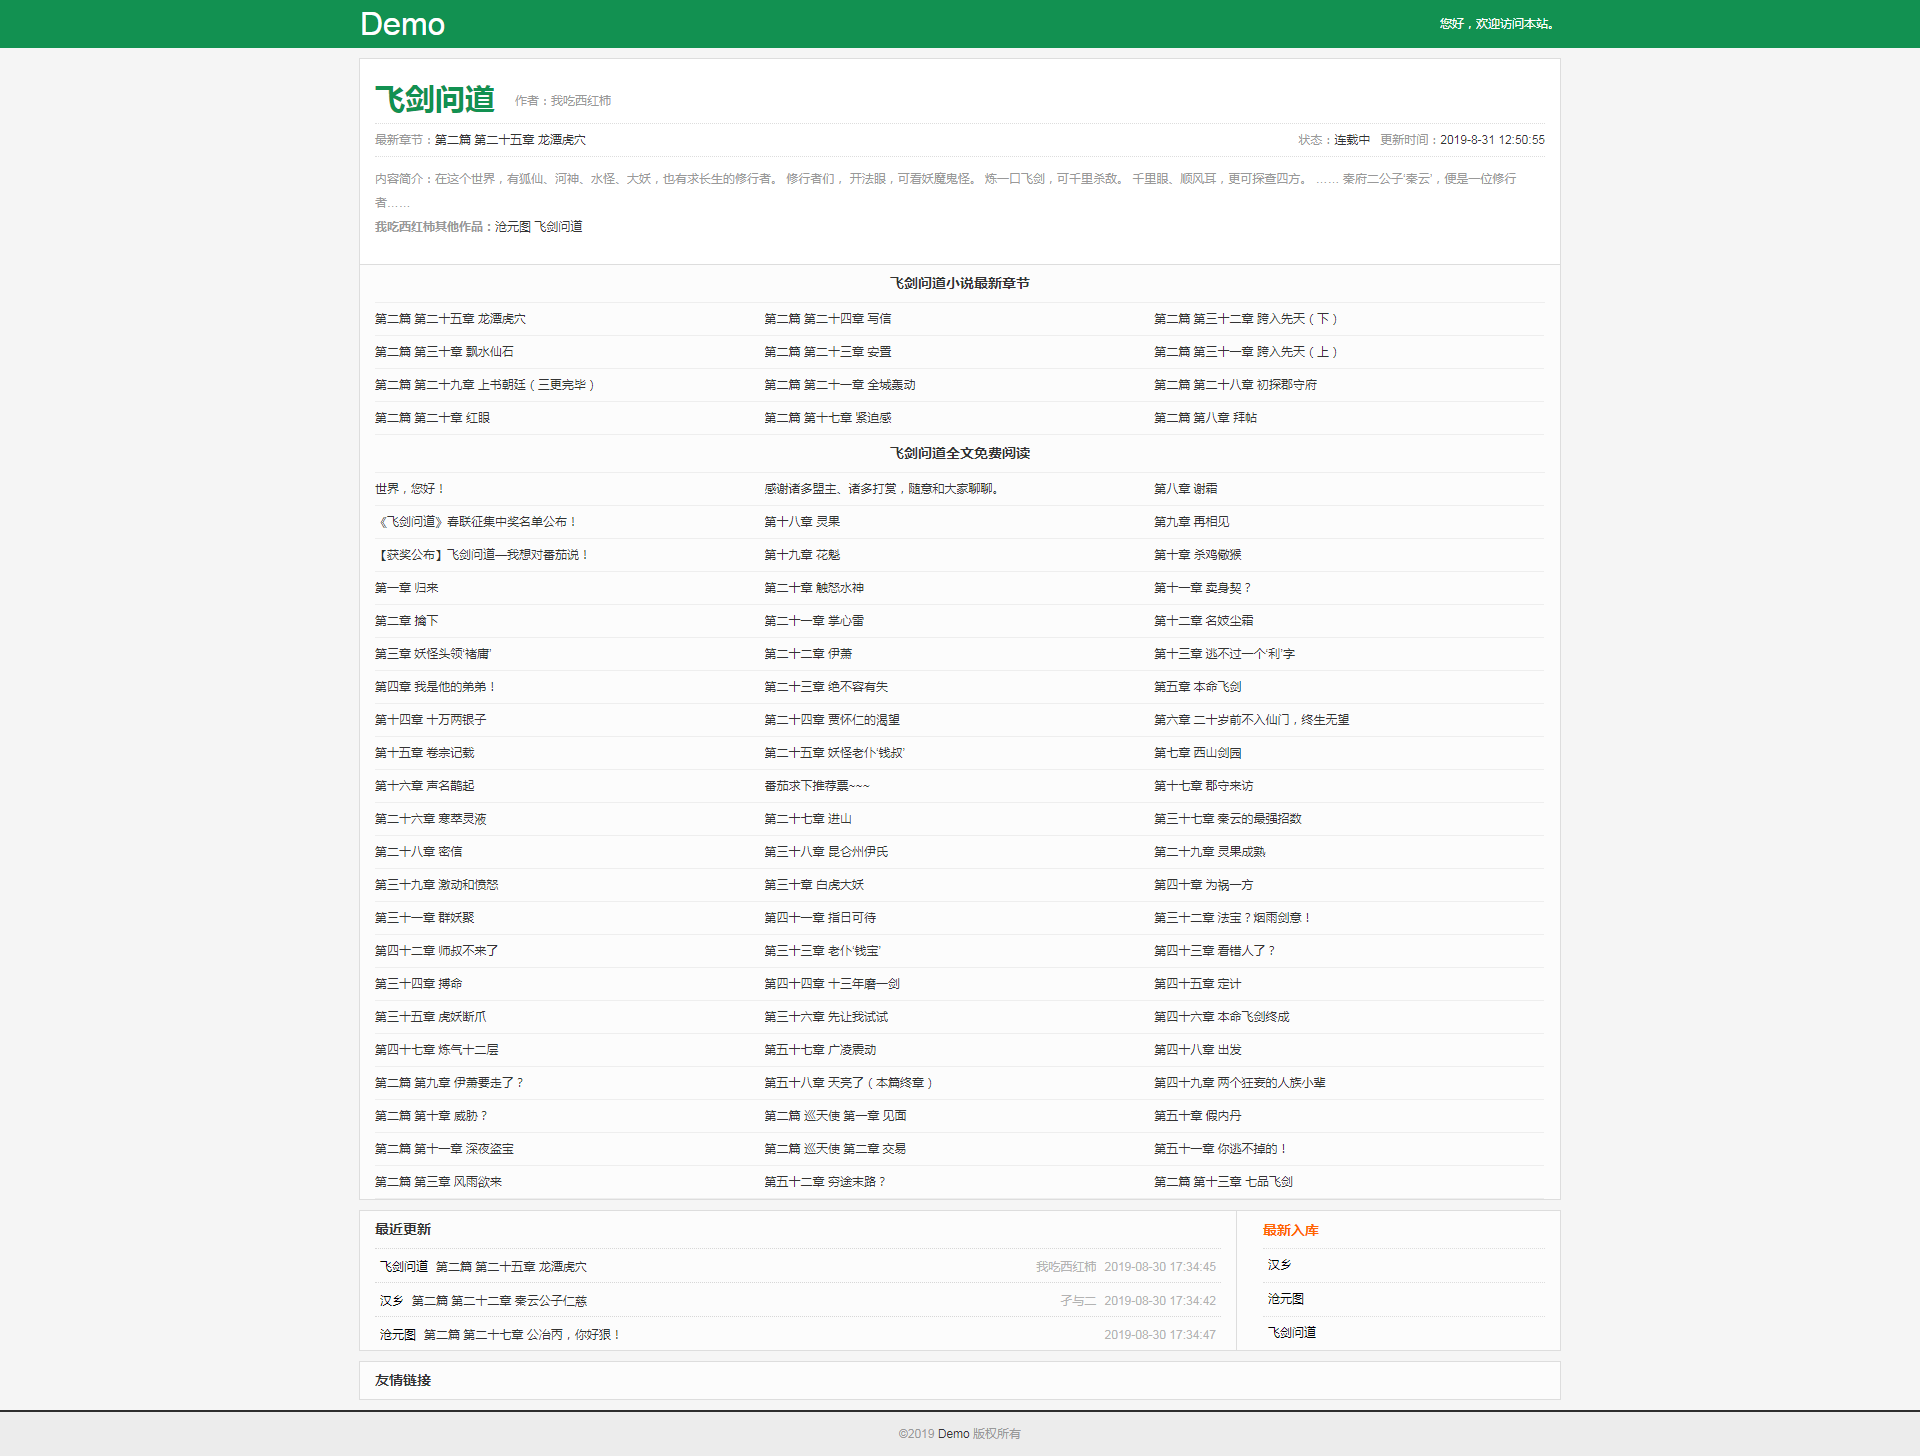 Demo
您好，欢迎访问本站。
飞剑问道 作者：我吃西红柿
最新章节：第二篇 第二十五章 龙潭虎穴 状态：连载中 更新时间：2019-8-31 12:50:55
内容简介：在这个世界，有狐仙、河神、水怪、大妖，也有求长生的修行者。 修行者们， 开法眼，可看妖魔鬼怪。 炼一口飞剑，可千里杀敌。 千里眼、顺风耳，更可探查四方。 …… 秦府二公子‘秦云’，便是一位修行
者……
我吃西红柿其他作品：沧元图 飞剑问道
飞剑问道小说最新章节
第二篇 第二十五章 龙潭虎穴 第二篇 第二十四章 写信 第二篇 第三十二章 跨入先天（下）
第二篇 第三十章 飘水仙石 第二篇 第二十三章 安置 第二篇 第三十一章 跨入先天（上）
第二篇 第二十九章 上书朝廷（三更完毕） 第二篇 第二十一章 全城轰动 第二篇 第二十八章 初探郡守府
第二篇 第二十章 红眼 第二篇 第十七章 紧迫感 第二篇 第八章 拜帖
飞剑问道全文免费阅读
世界，您好！ 感谢诸多盟主、诸多打赏，随意和大家聊聊。 第八章 谢霜
《飞剑问道》春联征集中奖名单公布！ 第十八章 灵果 第九章 再相见
【获奖公布】飞剑问道—我想对番茄说！ 第十九章 花魁 第十章 杀鸡儆猴
第一章 归来 第二十章 触怒水神 第十一章 卖身契？
第二章 擒下 第二十一章 掌心雷 第十二章 名妓尘霜
第三章 妖怪头领‘褚庸’ 第二十二章 伊萧 第十三章 逃不过一个‘利’字
第四章 我是他的弟弟！ 第二十三章 绝不容有失 第五章 本命飞剑
第十四章 十万两银子 第二十四章 贾怀仁的渴望 第六章 二十岁前不入仙门，终生无望
第十五章 卷宗记载 第二十五章 妖怪老仆‘钱叔’ 第七章 西山剑园
第十六章 声名鹊起 番茄求下推荐票~~~ 第十七章 郡守来访
第二十六章 寒萃灵液 第二十七章 进山 第三十七章 秦云的最强招数
第二十八章 密信 第三十八章 昆仑州伊氏 第二十九章 灵果成熟
第三十九章 激动和愤怒 第三十章 白虎大妖 第四十章 为祸一方
第三十一章 群妖聚 第四十一章 指日可待 第三十二章 法宝？烟雨剑意！
第四十二章 师叔不来了 第三十三章 老仆‘钱宝’ 第四十三章 看错人了？
第三十四章 搏命 第四十四章 十三年磨一剑 第四十五章 定计
第三十五章 虎妖断爪 第三十六章 先让我试试 第四十六章 本命飞剑终成
第四十七章 炼气十二层 第五十七章 广凌震动 第四十八章 出发
第二篇 第九章 伊萧要走了？ 第五十八章 天亮了（本篇终章） 第四十九章 两个狂妄的人族小辈
第二篇 第十章 威胁？ 第二篇 巡天使 第一章 见面 第五十章 假内丹
第二篇 第十一章 深夜盗宝 第二篇 巡天使 第二章 交易 第五十一章 你逃不掉的！
第二篇 第三章 风雨欲来 第五十二章 穷途末路？ 第二篇 第十三章 七品飞剑
最近更新
飞剑问道 第二篇 第二十五章 龙潭虎穴 我吃西红柿 2019-08-30 17:34:45
汉乡 第二篇 第二十二章 秦云公子仁慈 孑与二 2019-08-30 17:34:42
沧元图 第二篇 第二十七章 公冶丙，你好狠！ 2019-08-30 17:34:47
最新入库
汉乡
沧元图
飞剑问道
友情链接
©2019 Demo 版权所有